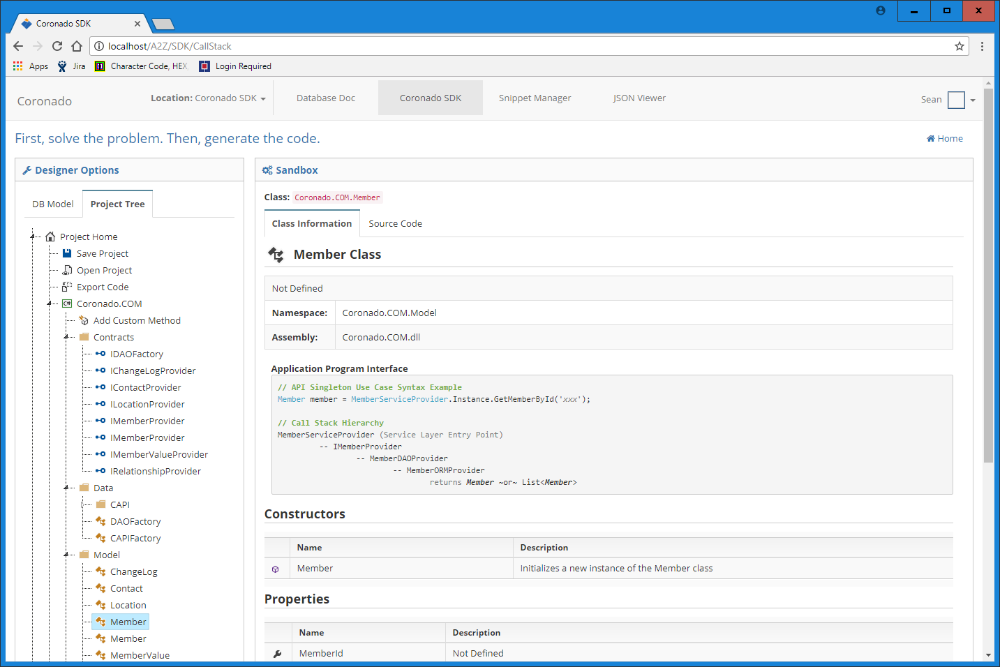 Coronado SDK
localhost/A2Z/SDK/CallStack
Apps Jira Character Code, HEX, Login Required
Coronado
Location: Coronado SDK
Database Doc
Coronado SDK
Snippet Manager
JSON Viewer
Sean
First, solve the problem. Then, generate the code.
Home
Designer Options
DB Model
Project Tree
Project Home
Save Project
Open Project
Export Code
C#
Coronado.COM
Add Custom Method
Contracts
IDAOFactory
IChangeLogProvider
IContactProvider
ILocationProvider
IMemberProvider
IMemberProvider
IMemberValueProvider
IRelationshipProvider
Data
CAPI
DAOFactory
CAPIFactory
Model
ChangeLog
Contact
Location
Member
Member
MemberValue
Sandbox
Class: Coronado.COM.Member
Class Information
Source Code
Member Class
Not Defined
Namespace: Coronado.COM.Model
Assembly: Coronado.COM.dll
Application Program Interface
// API Singleton Use Case Syntax Example
Member member = MemberServiceProvider.Instance.GetMemberById('xxx');
// Call Stack Hierarchy
MemberServiceProvider (Service Layer Entry Point)
-- IMemberProvider
-- MemberDAOProvider
-- MemberORMProvider
returns Member ~or~ List<Member>
Constructors
Name Description
Member Initializes a new instance of the Member class
Properties
Name Description
MemberId Not Defined